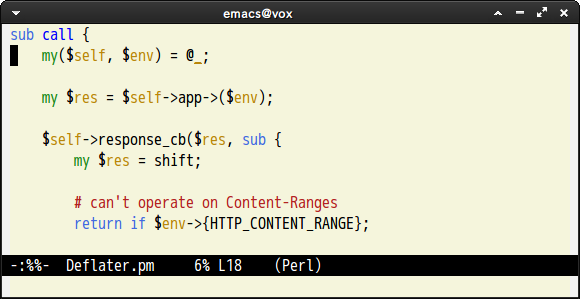 emacs@vox
sub call {
    my($self, $env) = @_;
    my $res = $self->app->($env);
    $self->response_cb($res, sub {
        my $res = shift;
        # can't operate on Content-Ranges
        return if $env->{HTTP_CONTENT_RANGE};
-:%%-  Deflater.pm     6% L18    (Perl)